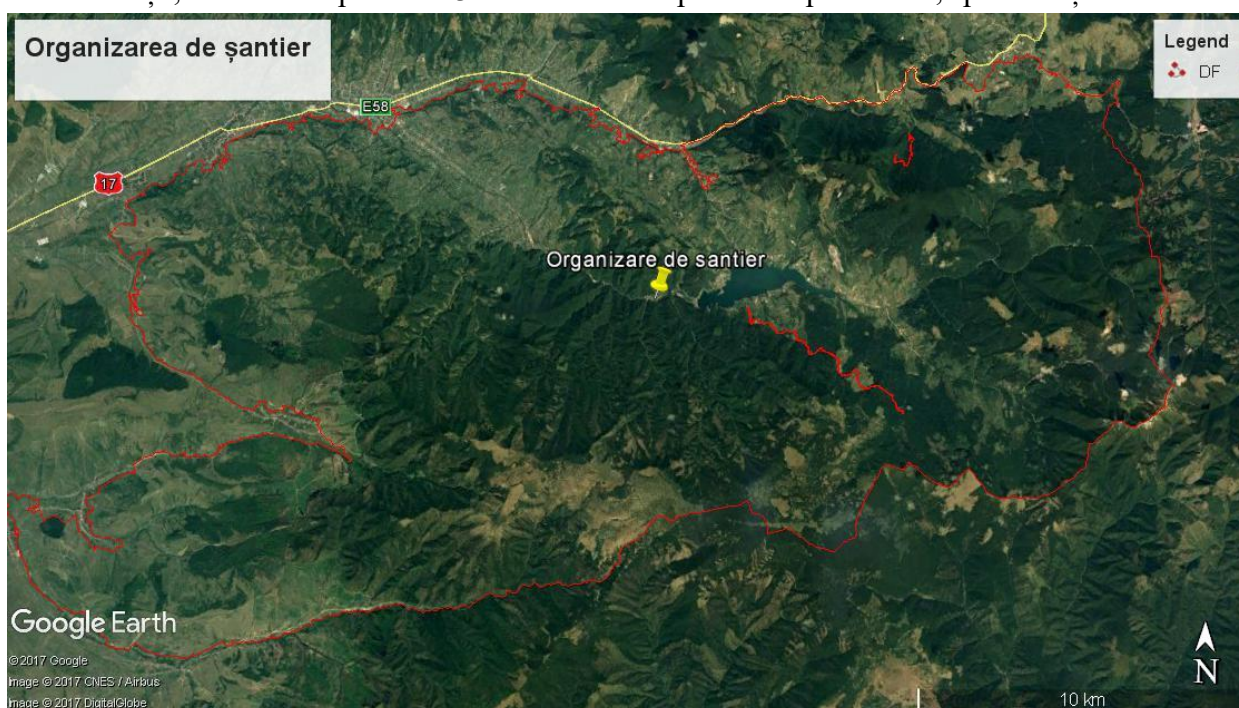 Organizarea de șantier
Legend
DF
E58
17
Organizare de santier
Google Earth
©2017 Google
Image © 2017 CNES / Airbus
Image © 2017 DigitalGlobe
N
10 km